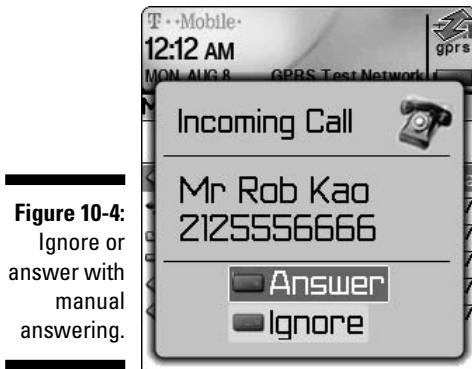 T··Mobile·
12:12 AM
gprs
MON, AUG 8 GPRS Test Network
Incoming Call
Mr Rob Kao
2125556666
Answer
Ignore
Figure 10-4:
Ignore or
answer with
manual
answering.